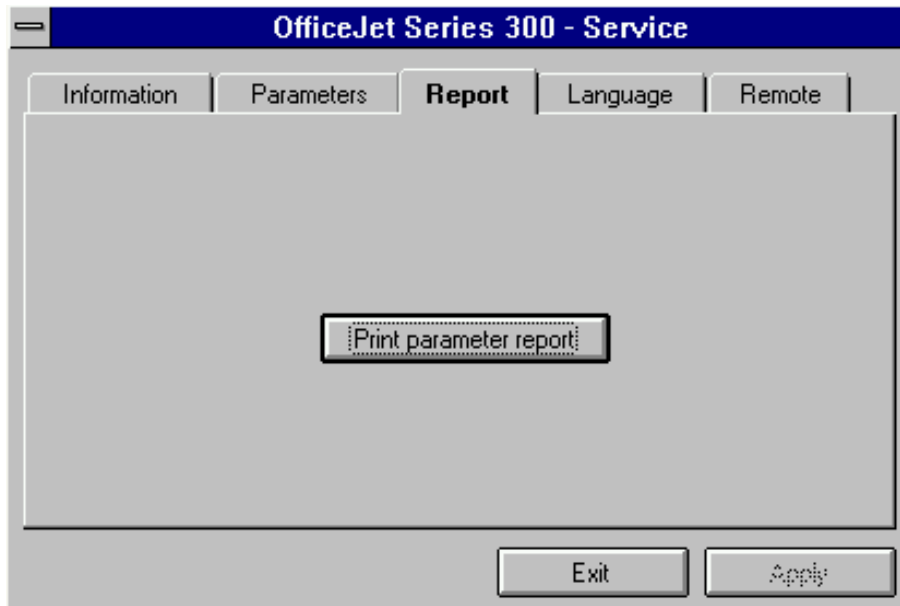 OfficeJet Series 300 - Service
Information Parameters Report Language Remote
Print parameter report
Exit Apply